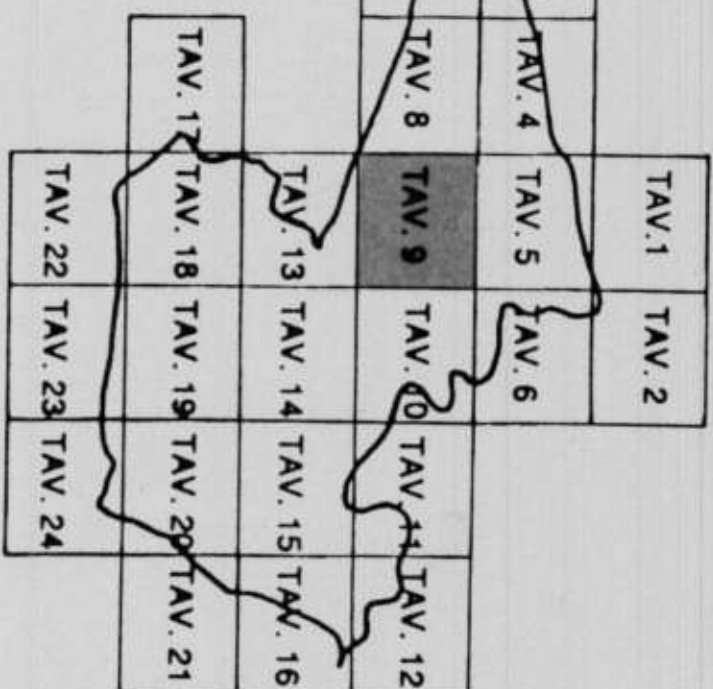 TAV.1 TAV. 2
TAV. 4 TAV. 5 TAV. 6
TAV. 8 TAV. 9 TAV. 10 TAV. 11 TAV. 12
TAV. 13 TAV. 14 TAV. 15 TAV. 16
TAV. 17 TAV. 18 TAV. 19 TAV. 20 TAV. 21
TAV. 22 TAV. 23 TAV. 24